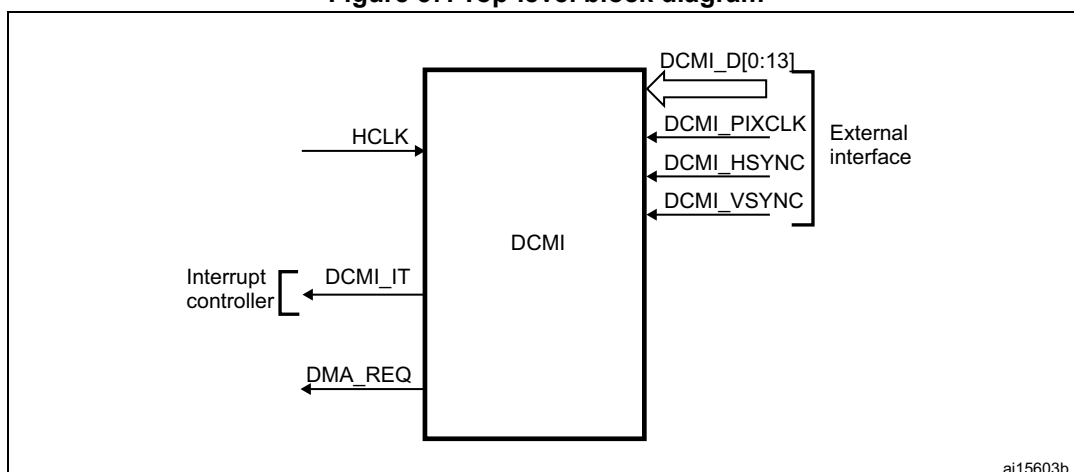 DCMI_D[0:13]
DCMI_PIXCLK
External
interface
HCLK
DCMI_HSYNC
DCMI_VSYNC
DCMI
Interrupt
controller
DCMI_IT
DMA_REQ
ai15603b